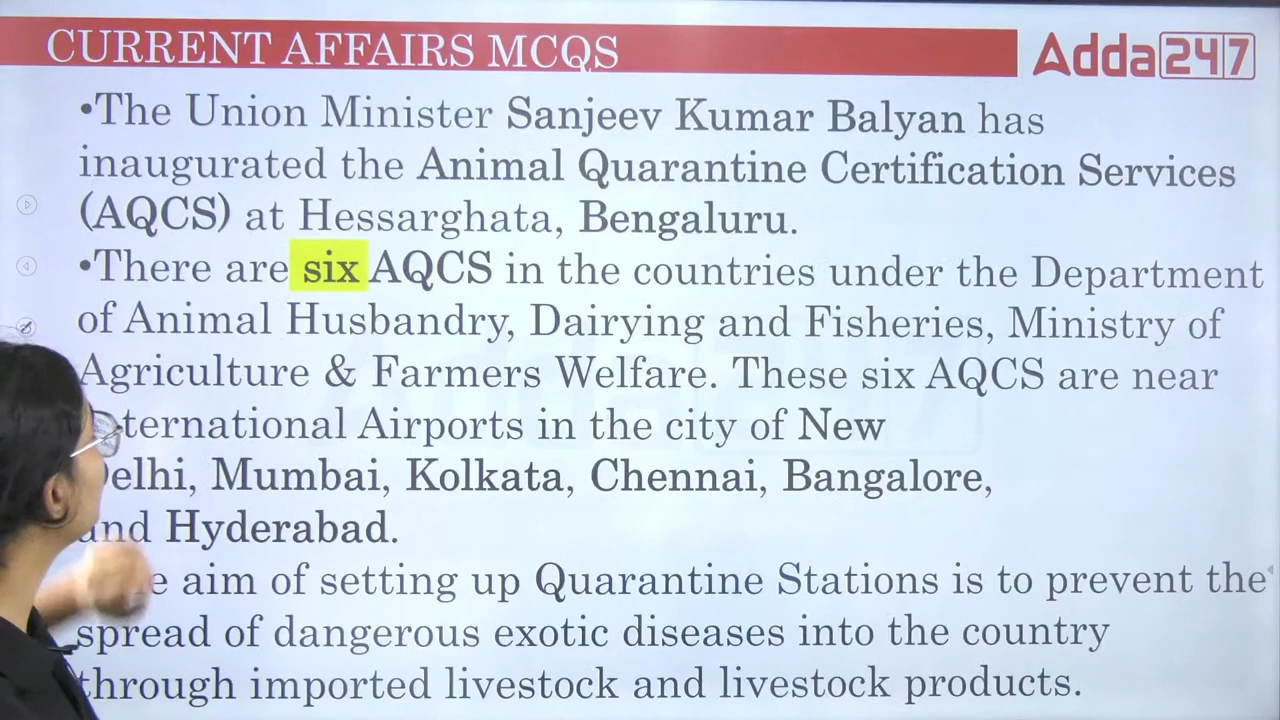 CURRENT AFFAIRS MCQS
Adda247
•The Union Minister Sanjeev Kumar Balyan has
inaugurated the Animal Quarantine Certification Services
(AQCS) at Hessarghata, Bengaluru.
•There are six AQCS in the countries under the Department
of Animal Husbandry, Dairying and Fisheries, Ministry of
Agriculture & Farmers Welfare. These six AQCS are near
ternational Airports in the city of New
elhi, Mumbai, Kolkata, Chennai, Bangalore,
and Hyderabad.
e aim of setting up Quarantine Stations is to prevent the
spread of dangerous exotic diseases into the country
through imported livestock and livestock products.